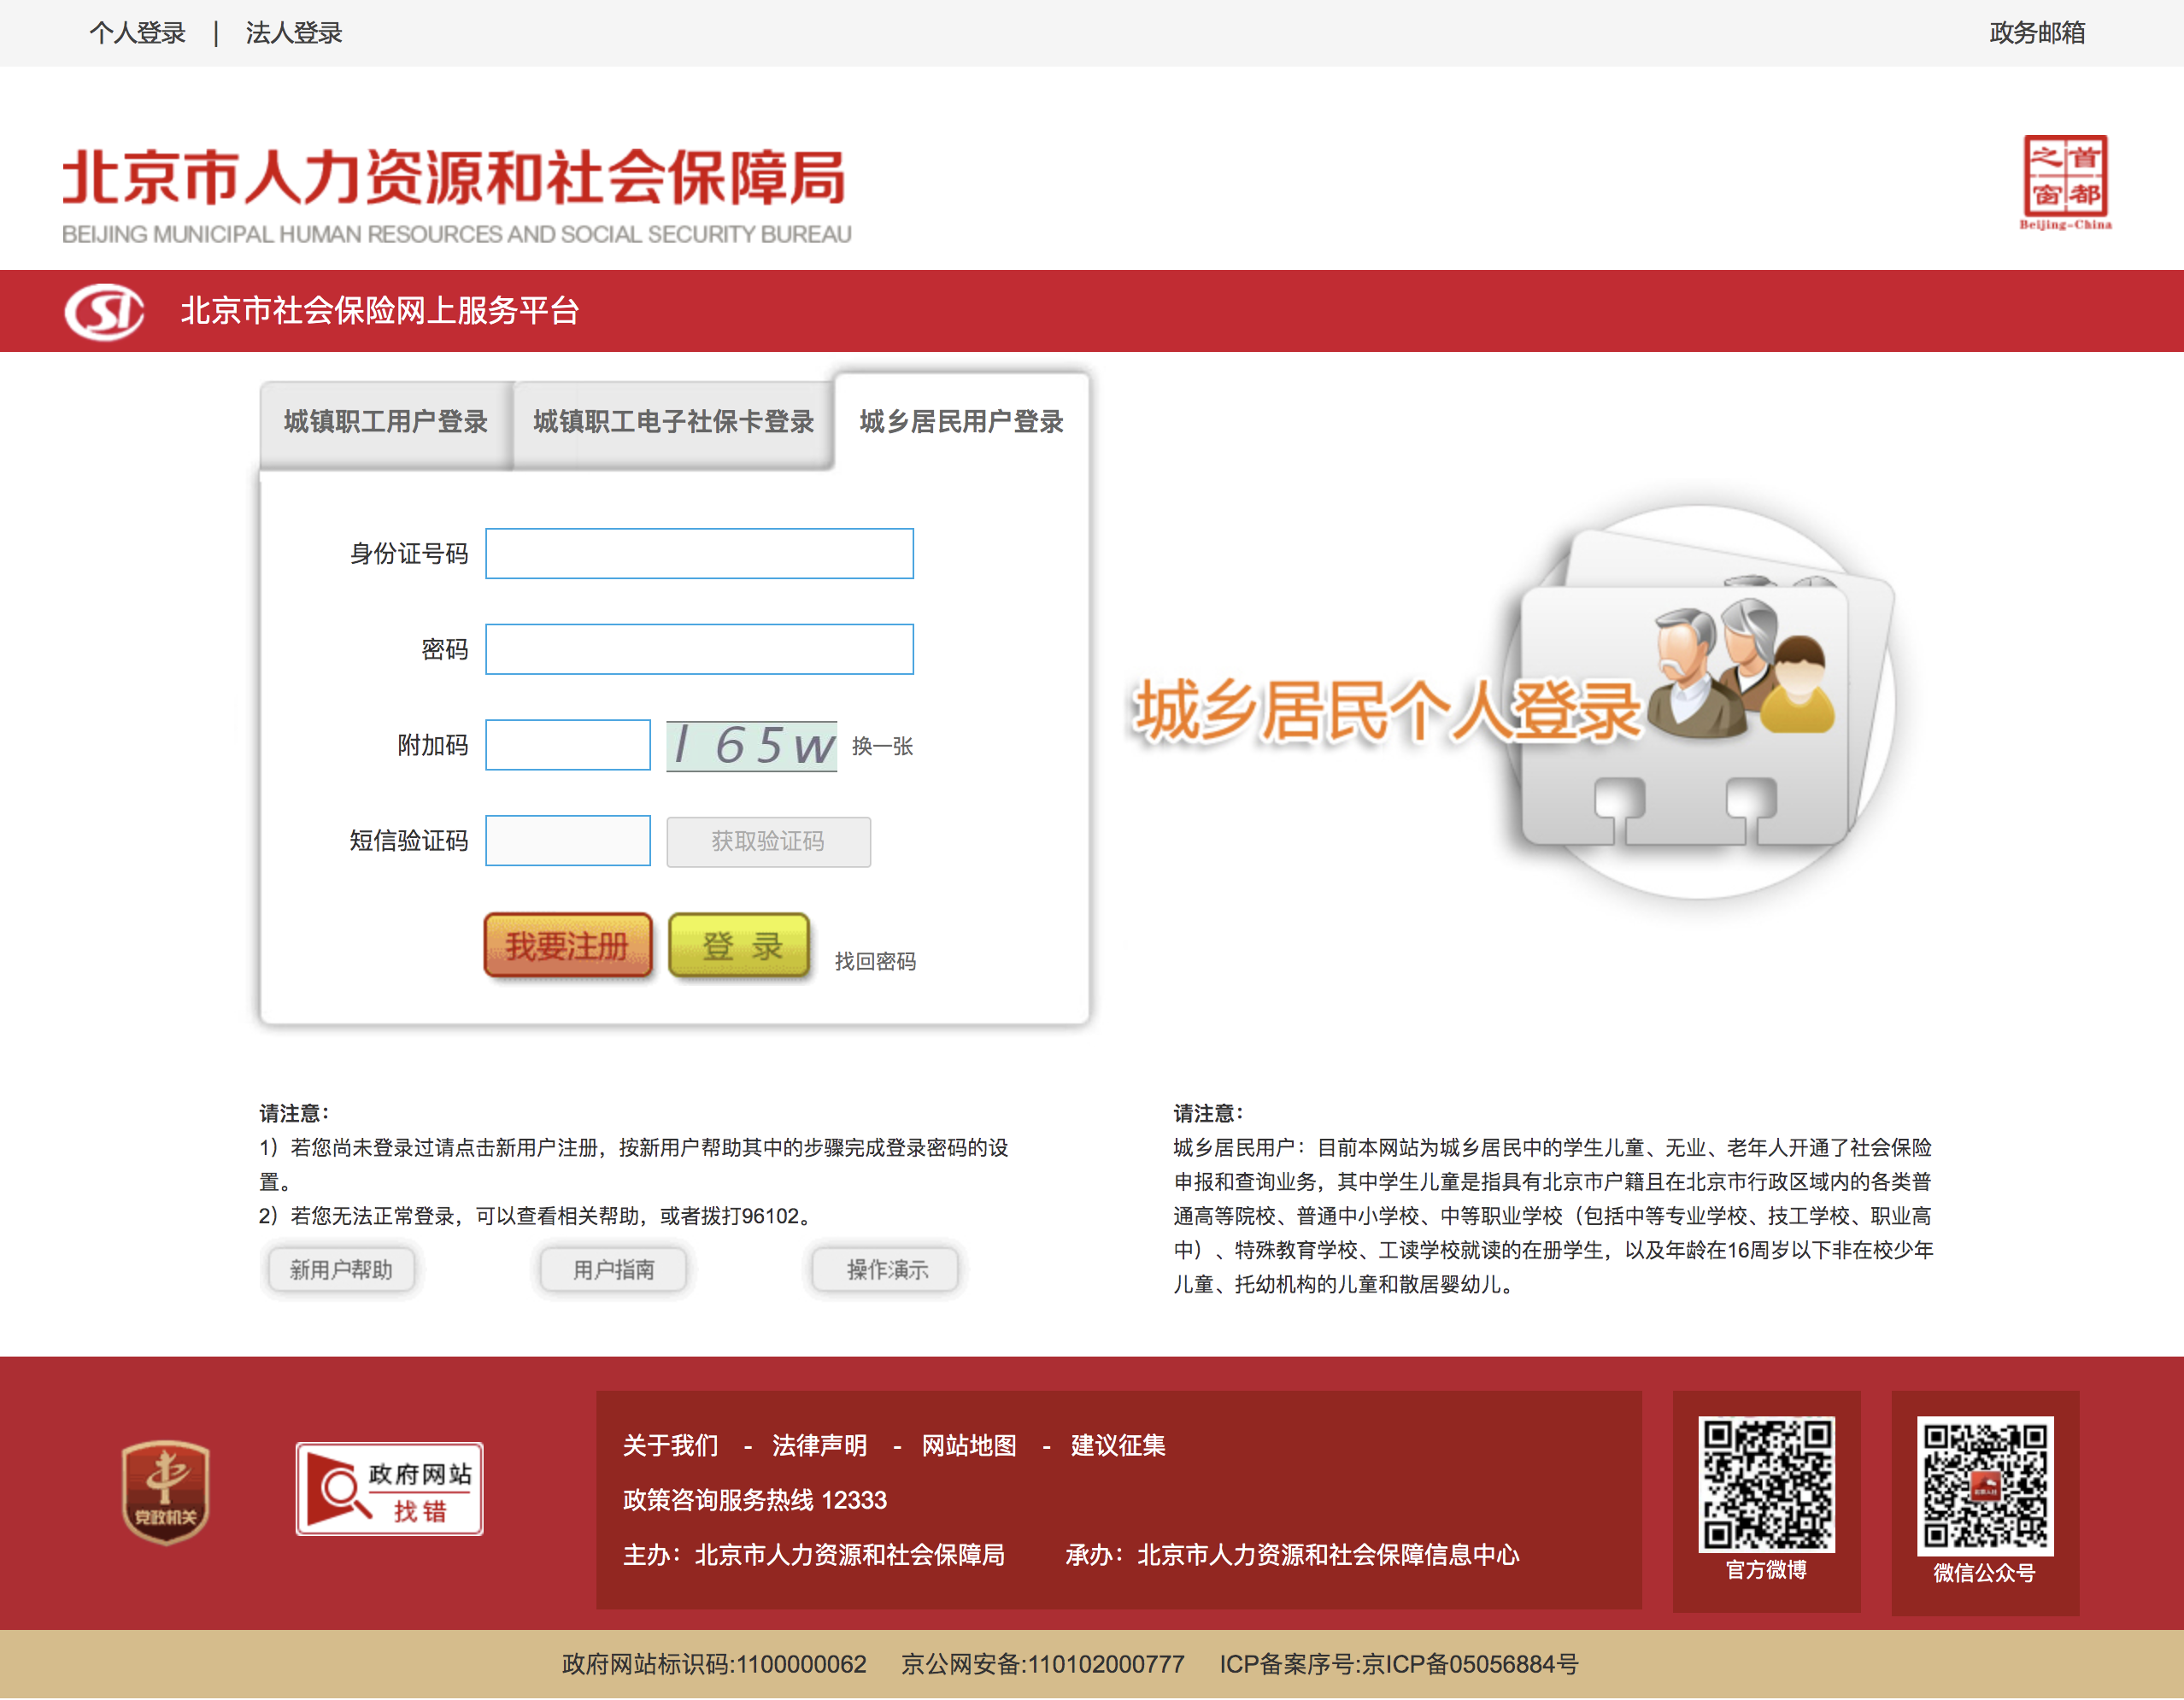 个人登录 | 法人登录 政务邮箱
北京市人力资源和社会保障局
BEIJING MUNICIPAL HUMAN RESOURCES AND SOCIAL SECURITY BUREAU
首都之窗
Beijing-China
北京市社会保险网上服务平台
城镇职工用户登录 城镇职工电子社保卡登录 城乡居民用户登录
身份证号码
密码
附加码 l 65w 换一张
短信验证码 获取验证码
我要注册 登 录 找回密码
城乡居民个人登录
请注意：
1）若您尚未登录过请点击新用户注册，按新用户帮助其中的步骤完成登录密码的设
置。
2）若您无法正常登录，可以查看相关帮助，或者拨打96102。
新用户帮助 用户指南 操作演示
请注意：
城乡居民用户：目前本网站为城乡居民中的学生儿童、无业、老年人开通了社会保险
申报和查询业务，其中学生儿童是指具有北京市户籍且在北京市行政区域内的各类普
通高等院校、普通中小学校、中等职业学校（包括中等专业学校、技工学校、职业高
中）、特殊教育学校、工读学校就读的在册学生，以及年龄在16周岁以下非在校少年
儿童、托幼机构的儿童和散居婴幼儿。
党政机关
政府网站
找错
关于我们 - 法律声明 - 网站地图 - 建议征集
政策咨询服务热线 12333
主办：北京市人力资源和社会保障局 承办：北京市人力资源和社会保障信息中心
官方微博
微信公众号
政府网站标识码:1100000062 京公网安备:110102000777 ICP备案序号:京ICP备05056884号